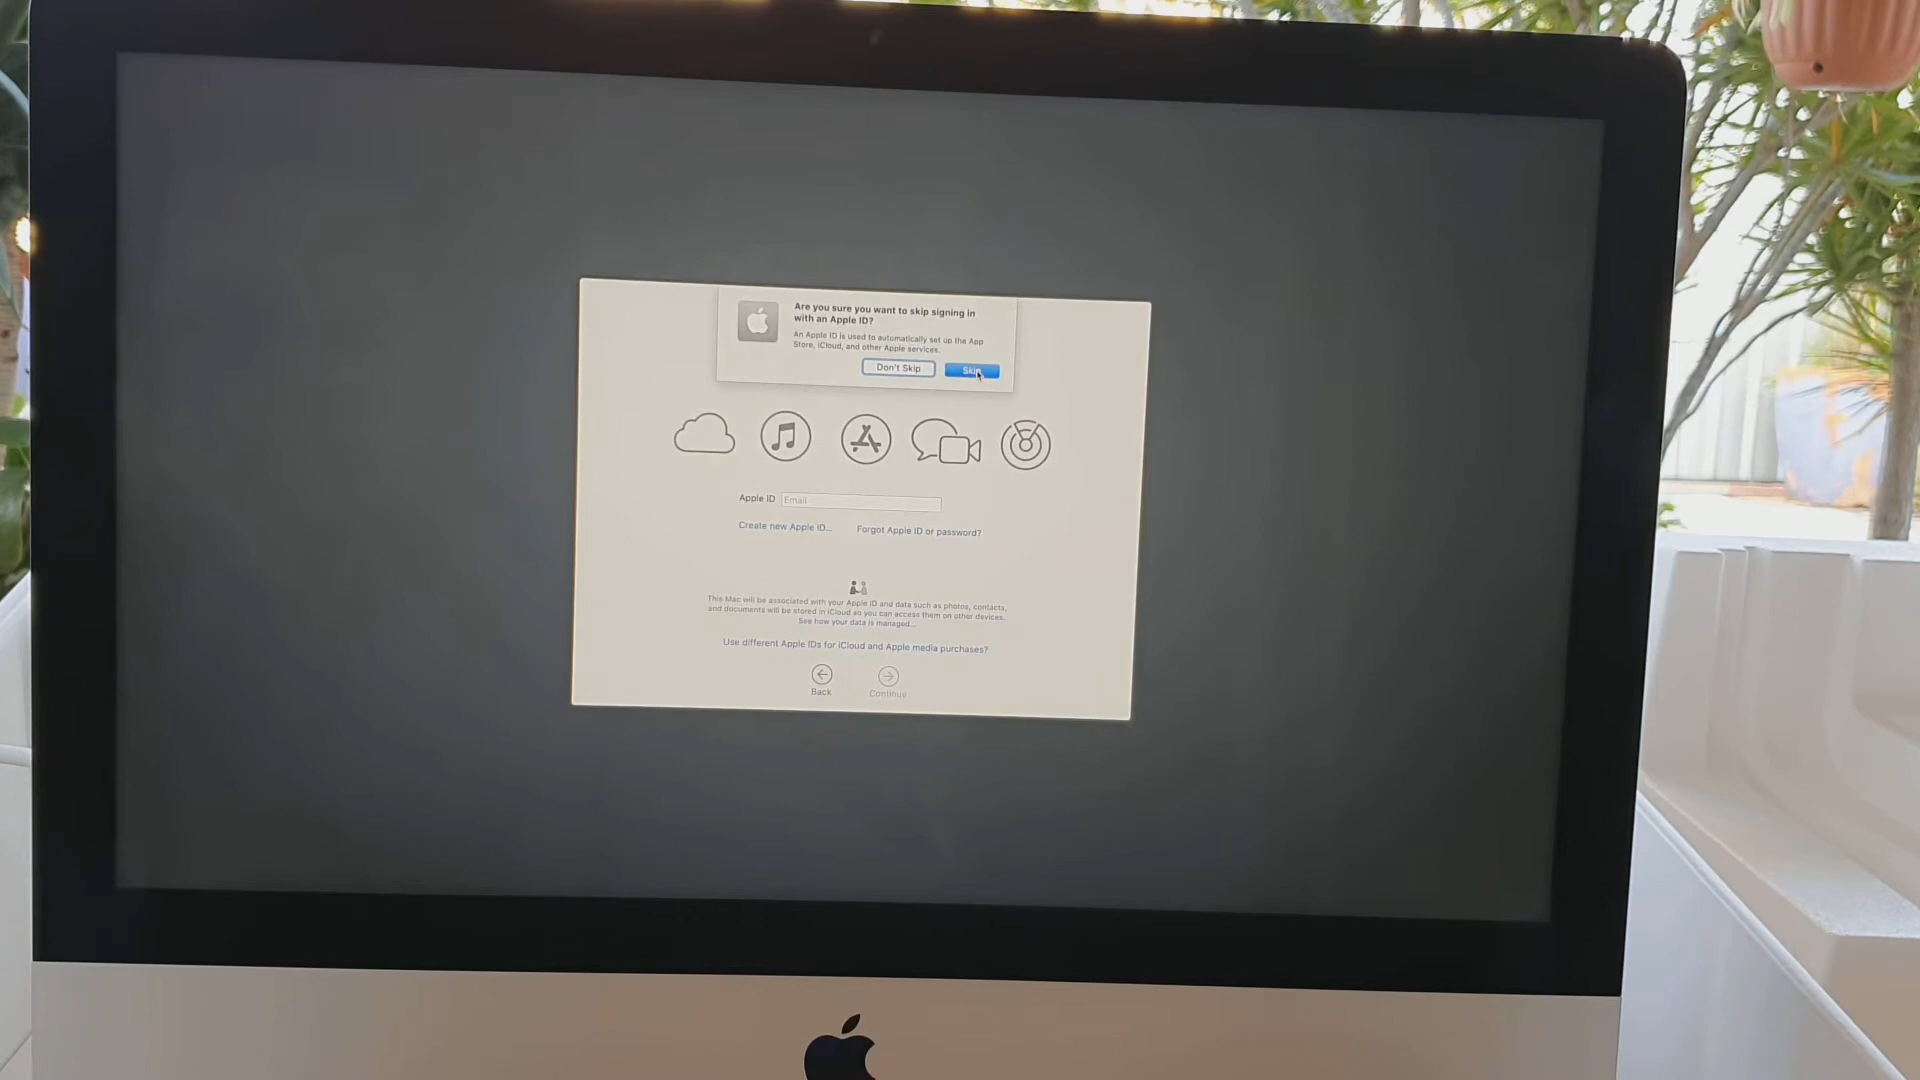 Are you sure you want to skip signing in
with an Apple ID?
An Apple ID is used to automatically set up the App
Store, iCloud, and other Apple services.
Don't Skip
Skip
Apple ID
Email
Create new Apple ID...
Forgot Apple ID or password?
This Mac will be associated with your Apple ID and data such as photos, contacts,
and documents will be stored in iCloud so you can access them on other devices.
See how your data is managed...
Use different Apple IDs for iCloud and Apple media purchases?
Back
Continue